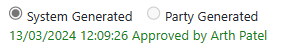 System Generated Party Generated
13/03/2024 12:09:26 Approved by Arth Patel